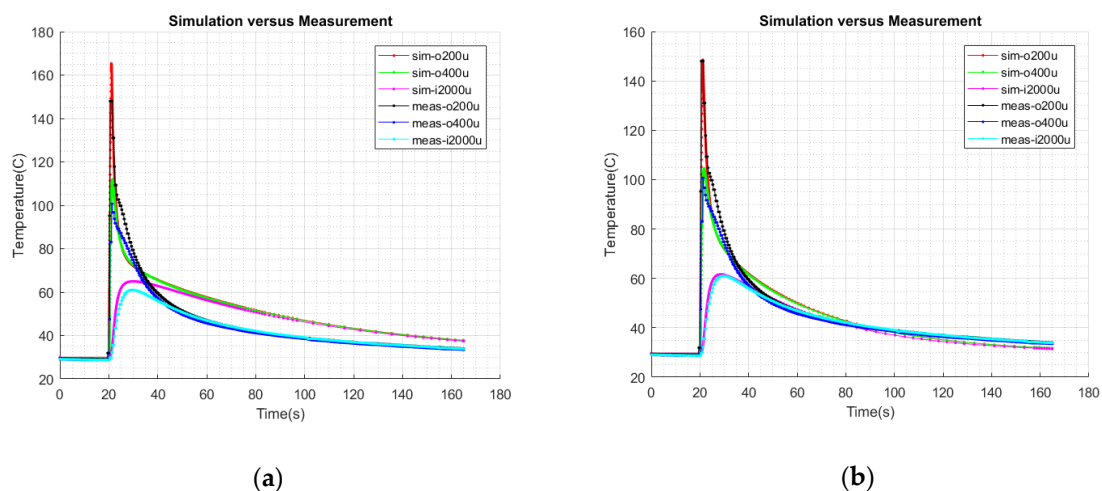 Simulation versus Measurement
180
160
140
120
100
80
60
40
20
0 20 40 60 80 100 120 140 160 180
Temperature(C)
Time(s)
sim-o200u
sim-o400u
sim-i2000u
meas-o200u
meas-o400u
meas-i2000u
(a)
Simulation versus Measurement
160
140
120
100
80
60
40
20
0 20 40 60 80 100 120 140 160 180
Temperature(C)
Time(s)
sim-o200u
sim-o400u
sim-i2000u
meas-o200u
meas-o400u
meas-i2000u
(b)